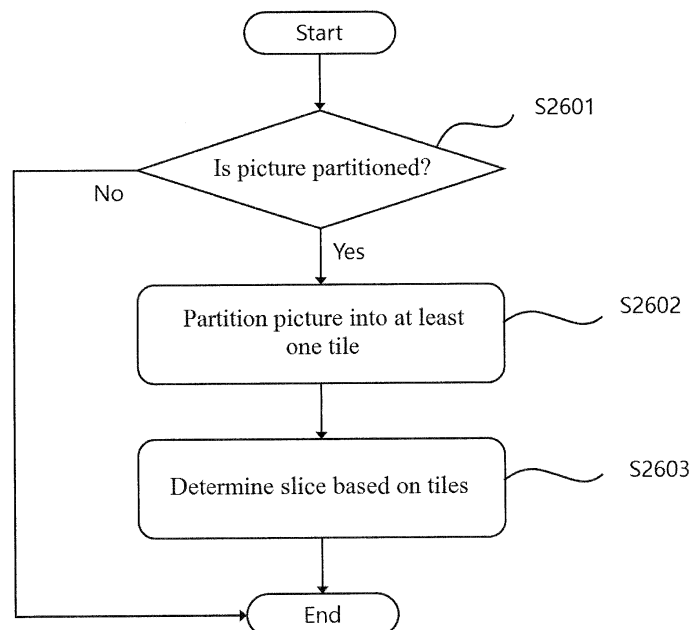 Start
S2601
Is picture partitioned?
No
Yes
S2602
Partition picture into at least
one tile
S2603
Determine slice based on tiles
End